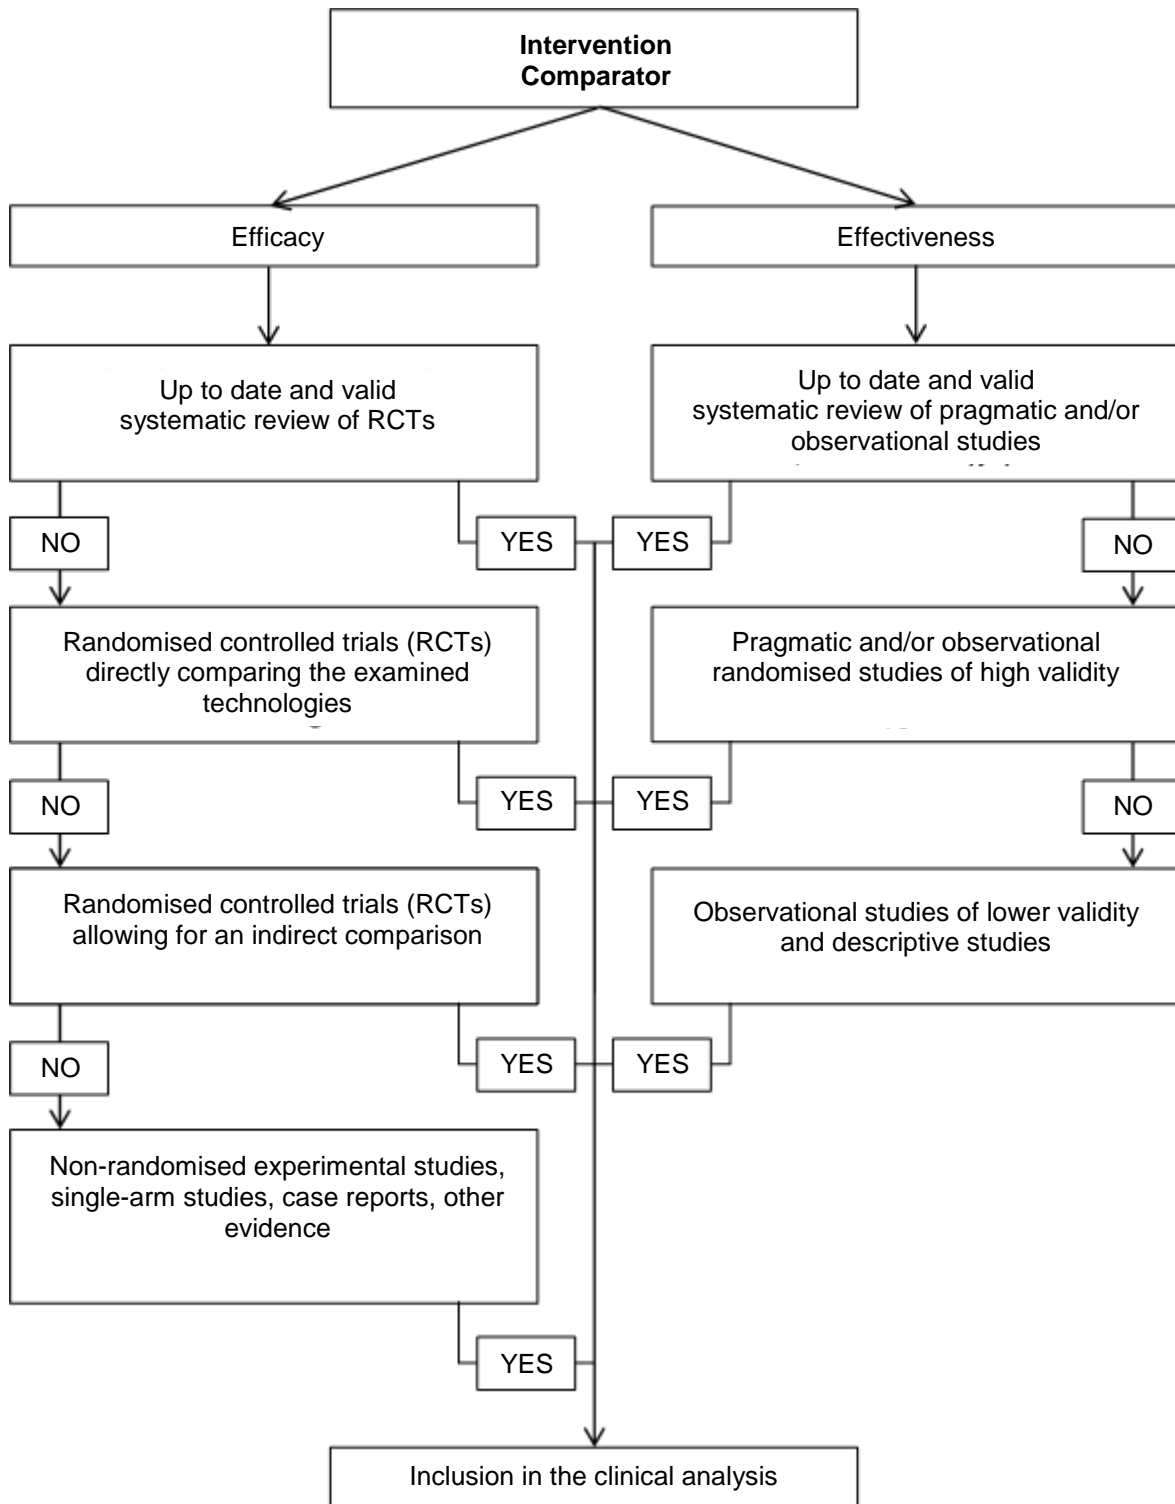 Intervention
Comparator
Efficacy
Effectiveness
Up to date and valid
systematic review of RCTs
Up to date and valid
systematic review of pragmatic and/or
observational studies
NO
YES
YES
NO
Randomised controlled trials (RCTs)
directly comparing the examined
technologies
Pragmatic and/or observational
randomised studies of high validity
NO
YES
YES
NO
Randomised controlled trials (RCTs)
allowing for an indirect comparison
Observational studies of lower validity
and descriptive studies
NO
YES
YES
Non-randomised experimental studies,
single-arm studies, case reports, other
evidence
YES
Inclusion in the clinical analysis